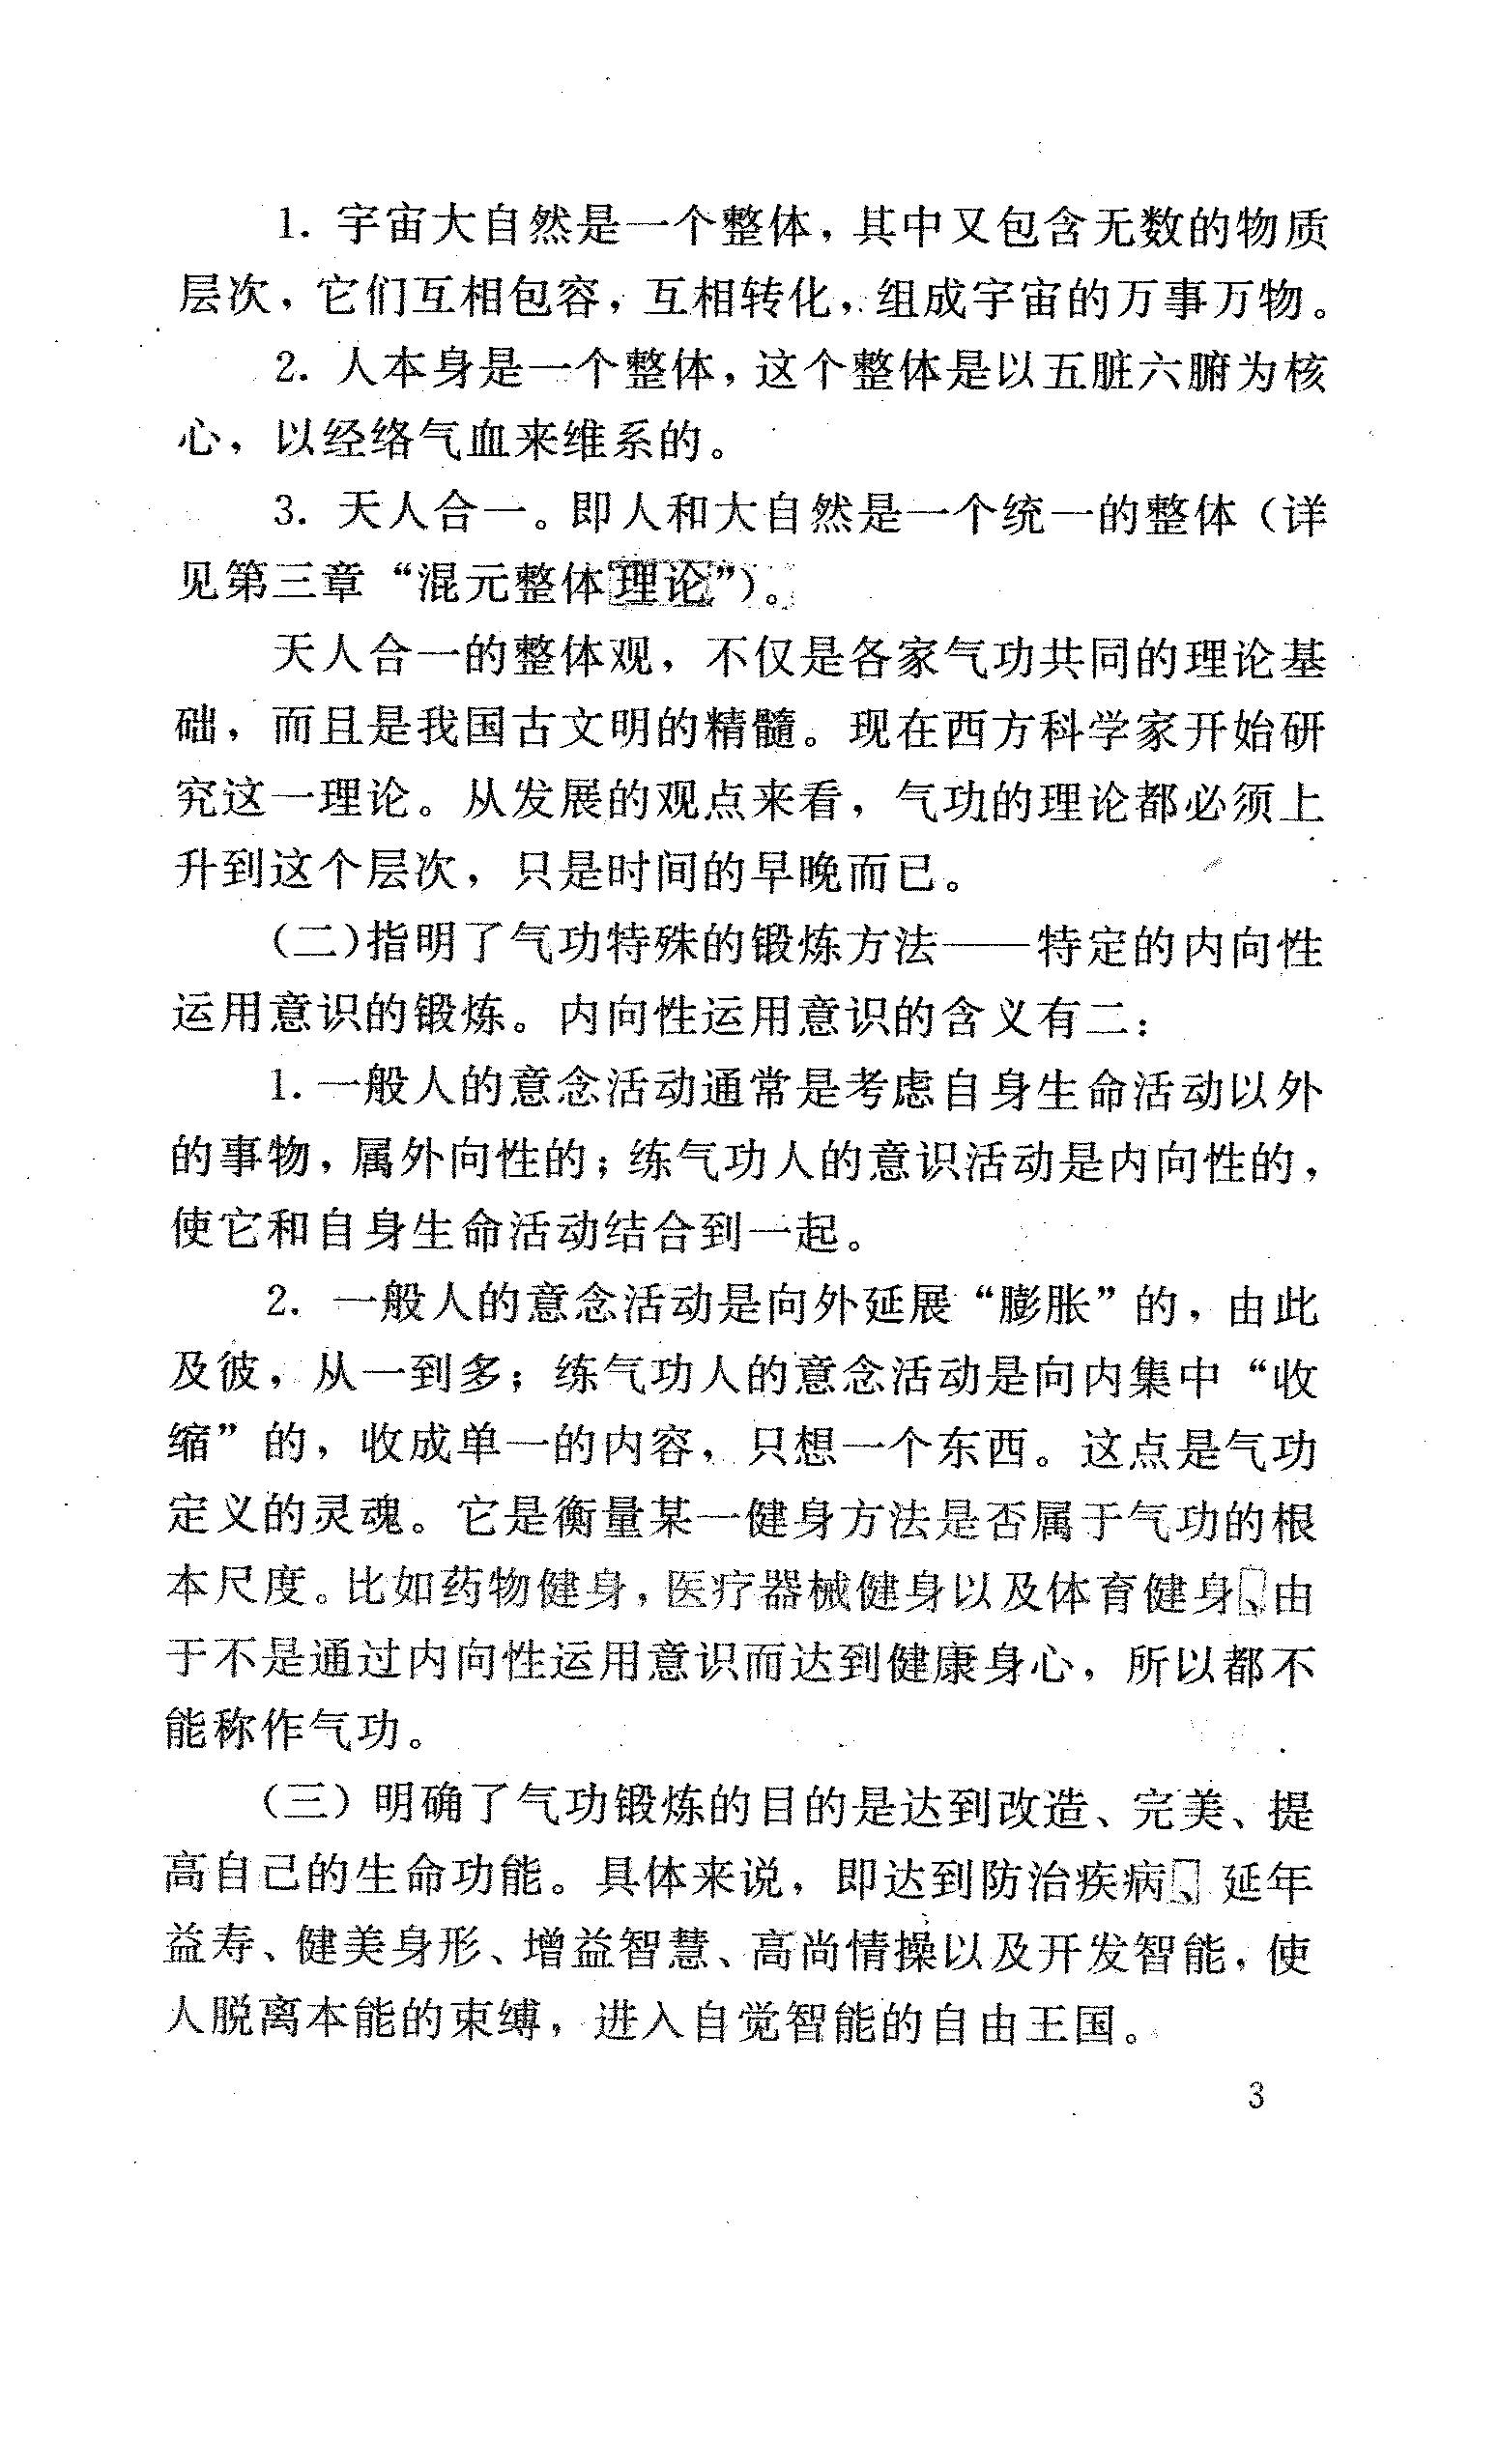 1. 宇宙大自然是一个整体，其中又包含无数的物质
层次，它们互相包容，互相转化，组成宇宙的万事万物。
2. 人本身是一个整体，这个整体是以五脏六腑为核
心，以经络气血来维系的。
3. 天人合一。即人和大自然是一个统一的整体（详
见第三章“混元整体理论”）。
天人合一的整体观，不仅是各家气功共同的理论基
础，而且是我国古文明的精髓。现在西方科学家开始研
究这一理论。从发展的观点来看，气功的理论都必须上
升到这个层次，只是时间的早晚而已。
（二）指明了气功特殊的锻炼方法——特定的内向性
运用意识的锻炼。内向性运用意识的含义有二：
1. 一般人的意念活动通常是考虑自身生命活动以外
的事物，属外向性的；练气功人的意识活动是内向性的，
使它和自身生命活动结合到一起。
2. 一般人的意念活动是向外延展“膨胀”的，由此
及彼，从一到多；练气功人的意念活动是向内集中“收
缩”的，收成单一的内容，只想一个东西。这点是气功
定义的灵魂。它是衡量某一健身方法是否属于气功的根
本尺度。比如药物健身，医疗器械健身以及体育健身、由
于不是通过内向性运用意识而达到健康身心，所以都不
能称作气功。
（三）明确了气功锻炼的目的是达到改造、完美、提
高自己的生命功能。具体来说，即达到防治疾病、延年
益寿、健美身形、增益智慧、高尚情操以及开发智能，使
人脱离本能的束缚，进入自觉智能的自由王国。
3